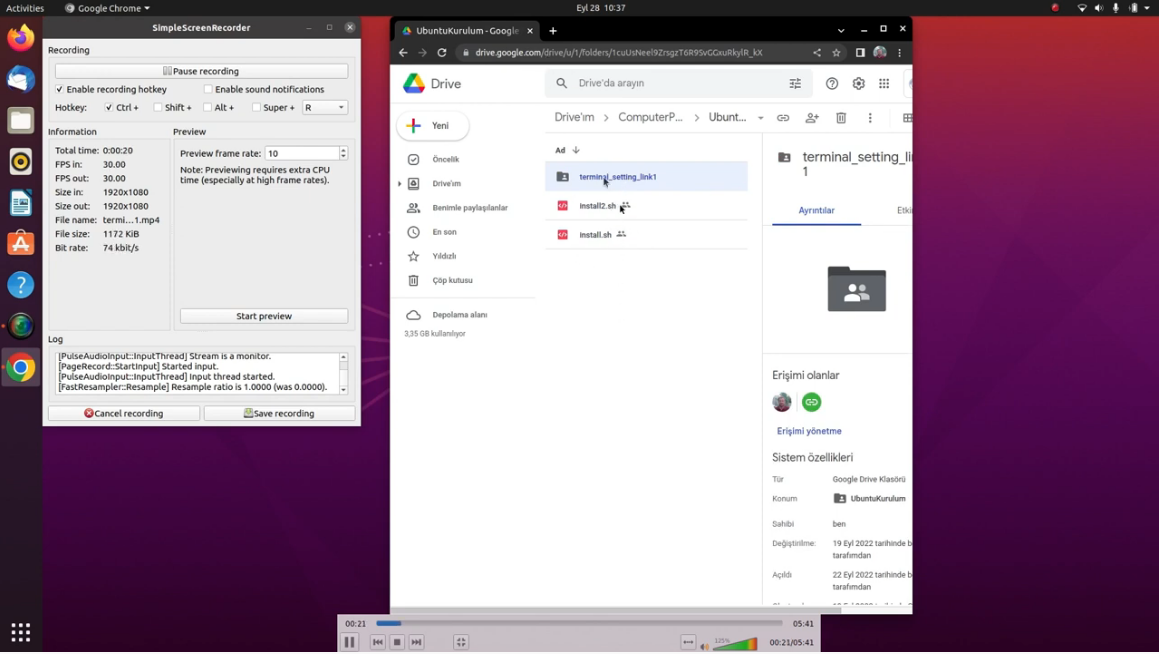 Activities
Google Chrome
Eyl 28 10:37
SimpleScreenRecorder
Recording
Pause recording
Enable recording hotkey
Enable sound notifications
Hotkey:
Ctrl +
Shift +
Alt +
Super +
R
Information
Preview
Total time: 0:00:20
FPS in: 30.00
FPS out: 30.00
Size in: 1920x1080
Size out: 1920x1080
File name: termi...1.mp4
File size: 1172 KiB
Bit rate: 74 kbit/s
Preview frame rate: 10
Note: Previewing requires extra CPU
time (especially at high frame rates).
Start preview
Log
[PulseAudioInput::InputThread] Stream is a monitor.
[PageRecord::StartInput] Started input.
[PulseAudioInput::InputThread] Input thread started.
[FastResampler::Resample] Resample ratio is 1.0000 (was 0.0000).
Cancel recording
Save recording
UbuntuKurulum - Google
Drive
Drive'da arayın
Yeni
Öncelik
Drive'ım
Benimle paylaşılanlar
En son
Yıldızlı
Çöp kutusu
Depolama alanı
3,35 GB kullanılıyor
Drive'ım
ComputerP...
Ubunt...
Ad
terminal_setting_link1
install2.sh
install.sh
terminal_setting_li
1
Ayrıntılar
Etki
Erişimi olanlar
Erişimi yönetme
Sistem özellikleri
Tür
Google Drive Klasörü
Konum
UbuntuKurulum
Sahibi
ben
Değiştirilme:
19 Eyl 2022 tarihinde b
tarafımdan
Açıldı
22 Eyl 2022 tarihinde b
tarafımdan
00:21
05:41
125%
00:21/05:41